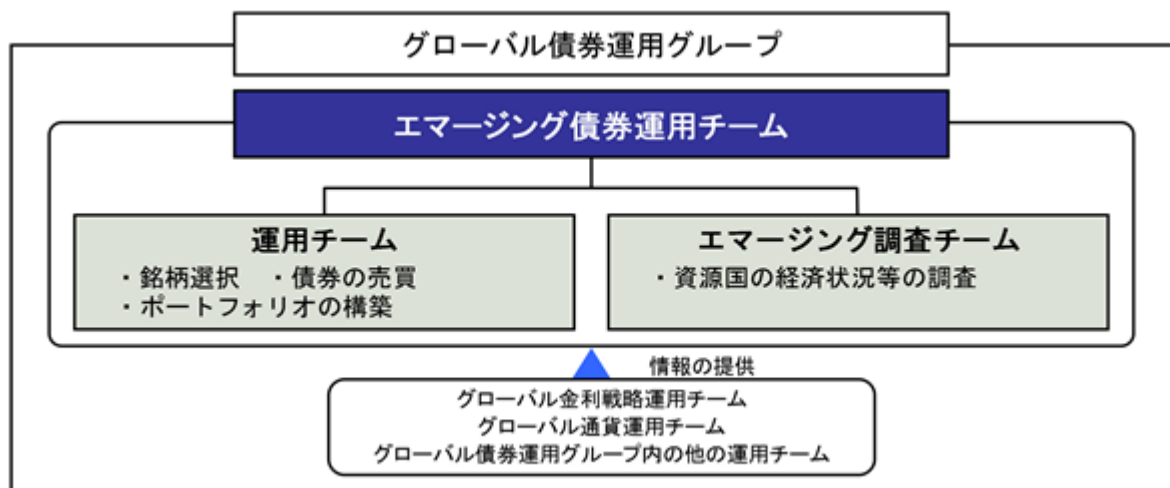 グローバル債券運用グループ
エマージング債券運用チーム
運用チーム
・銘柄選択　・債券の売買
・ポートフォリオの構築
エマージング調査チーム
・資源国の経済状況等の調査
情報の提供
グローバル金利戦略運用チーム
グローバル通貨運用チーム
グローバル債券運用グループ内の他の運用チーム